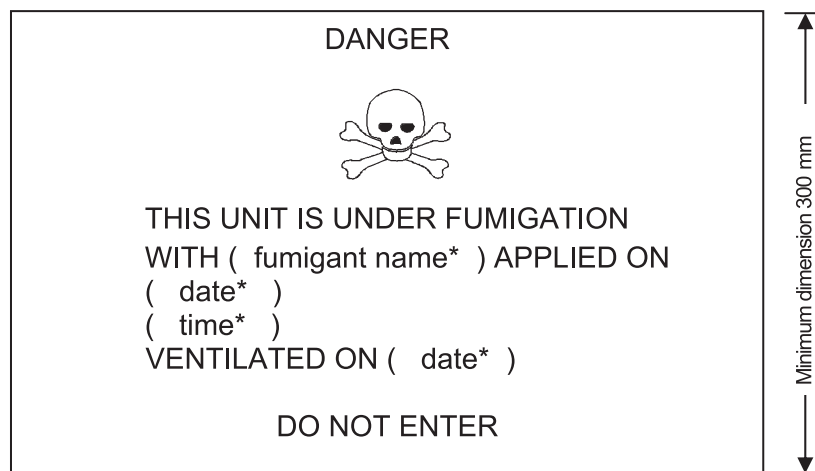 DANGER
THIS UNIT IS UNDER FUMIGATION
WITH ( fumigant name* ) APPLIED ON
( date* )
( time* )
VENTILATED ON ( date* )
DO NOT ENTER
Minimum dimension 300 mm